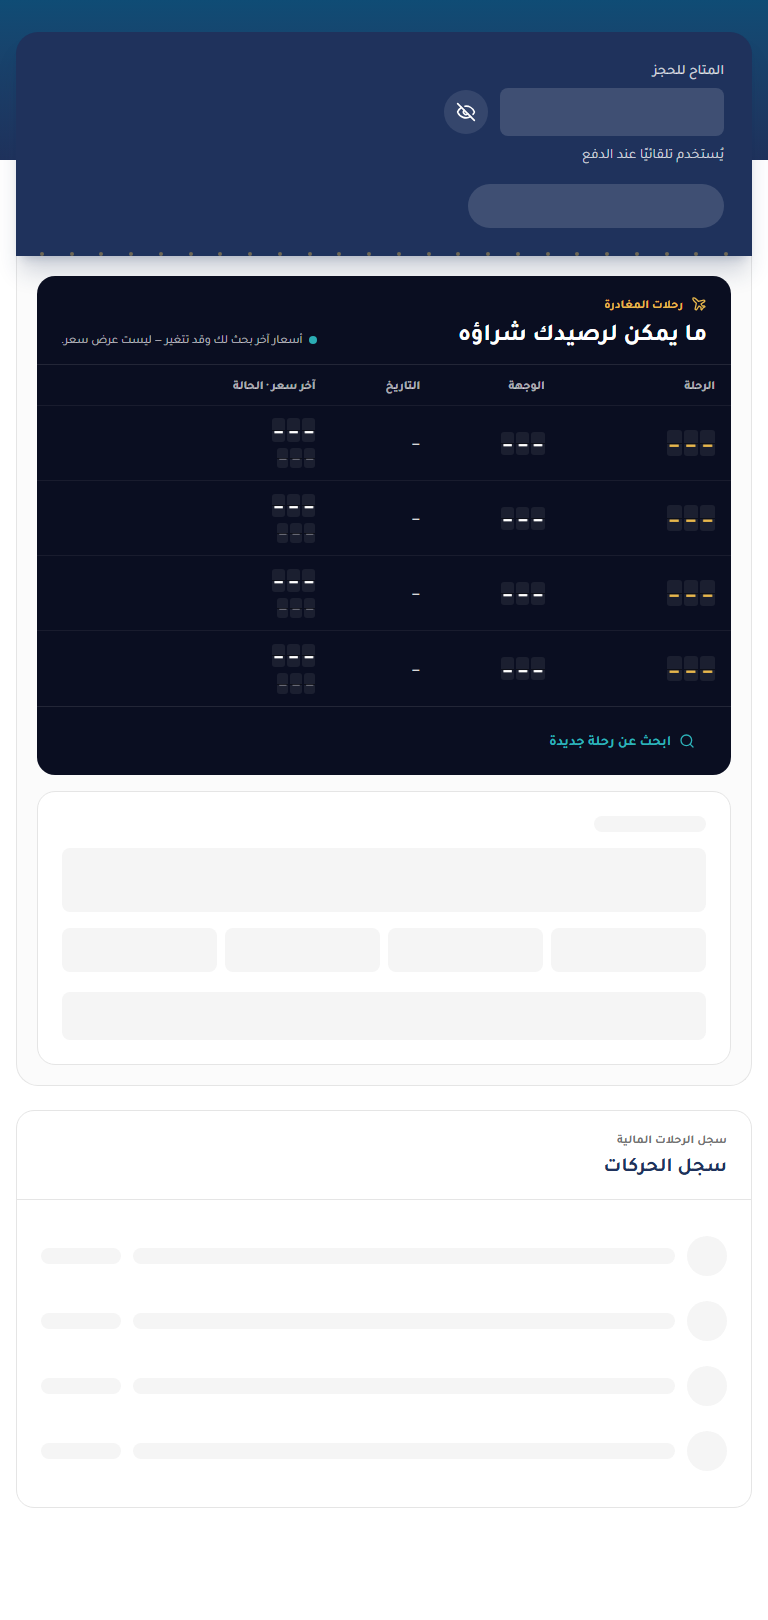 المتاح للحجز
يُستخدم تلقائيًا عند الدفع
رحلات المغادرة
ما يمكن لرصيدك شراؤه
أسعار آخر بحث لك وقد تتغير – ليست عرض سعر.
الرحلة الوجهة التاريخ آخر سعر · الحالة
– – – – – – – – – –
– – –
– – – – – – – – – –
– – –
– – – – – – – – – –
– – –
– – – – – – – – – –
– – –
ابحث عن رحلة جديدة
سجل الرحلات المالية
سجل الحركات